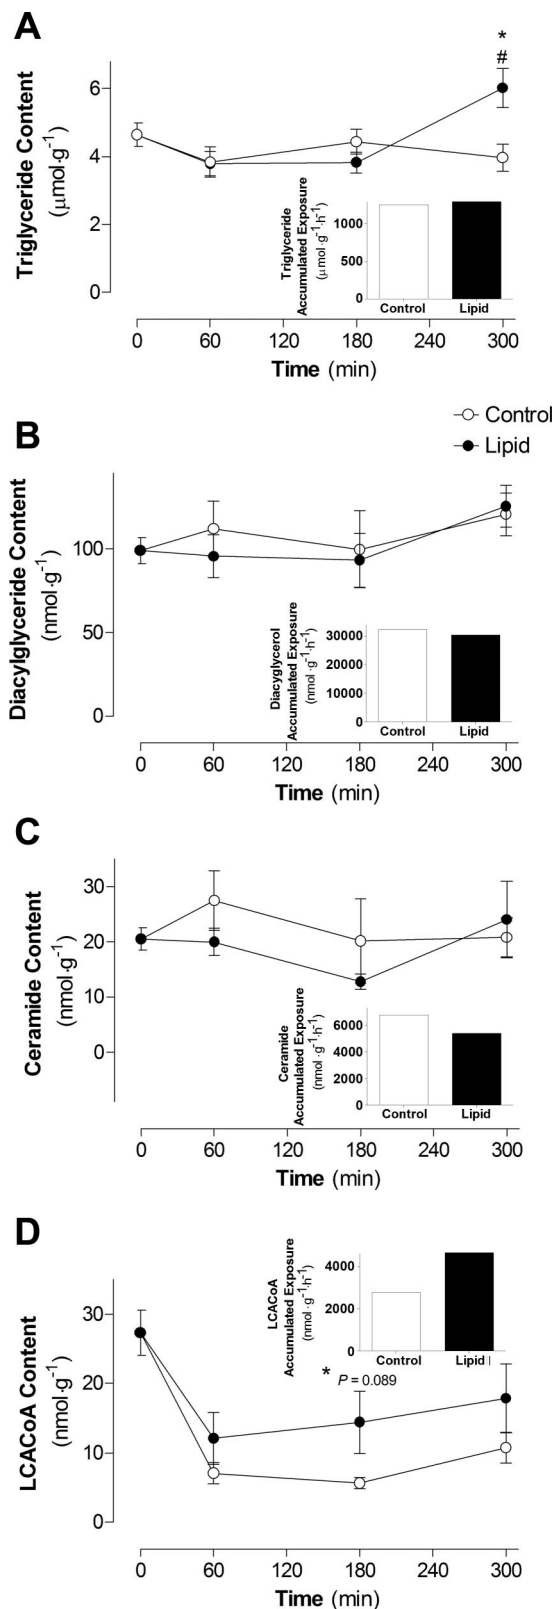 A
*
#
Triglyceride Content
(μmol·g⁻¹)
6
4
2
0
Triglyceride
Accumulated Exposure
(μmol·g⁻¹·h⁻¹)
1000
500
0
Control Lipid
0 60 120 180 240 300
Time (min)
Control
Lipid
B
Diacylglyceride Content
(nmol·g⁻¹)
100
50
0
Diacyglycerol
Accumulated Exposure
(nmol·g⁻¹·h⁻¹)
30000
20000
10000
0
Control Lipid
0 60 120 180 240 300
Time (min)
C
Ceramide Content
(nmol·g⁻¹)
30
20
10
0
Ceramide
Accumulated Exposure
(nmol·g⁻¹·h⁻¹)
6000
4000
2000
0
Control Lipid
0 60 120 180 240 300
Time (min)
D
LCACoA Content
(nmol·g⁻¹)
30
20
10
0
LCACoA
Accumulated Exposure
(nmol·g⁻¹·h⁻¹)
4000
2000
0
Control Lipid
* P = 0.089
0 60 120 180 240 300
Time (min)